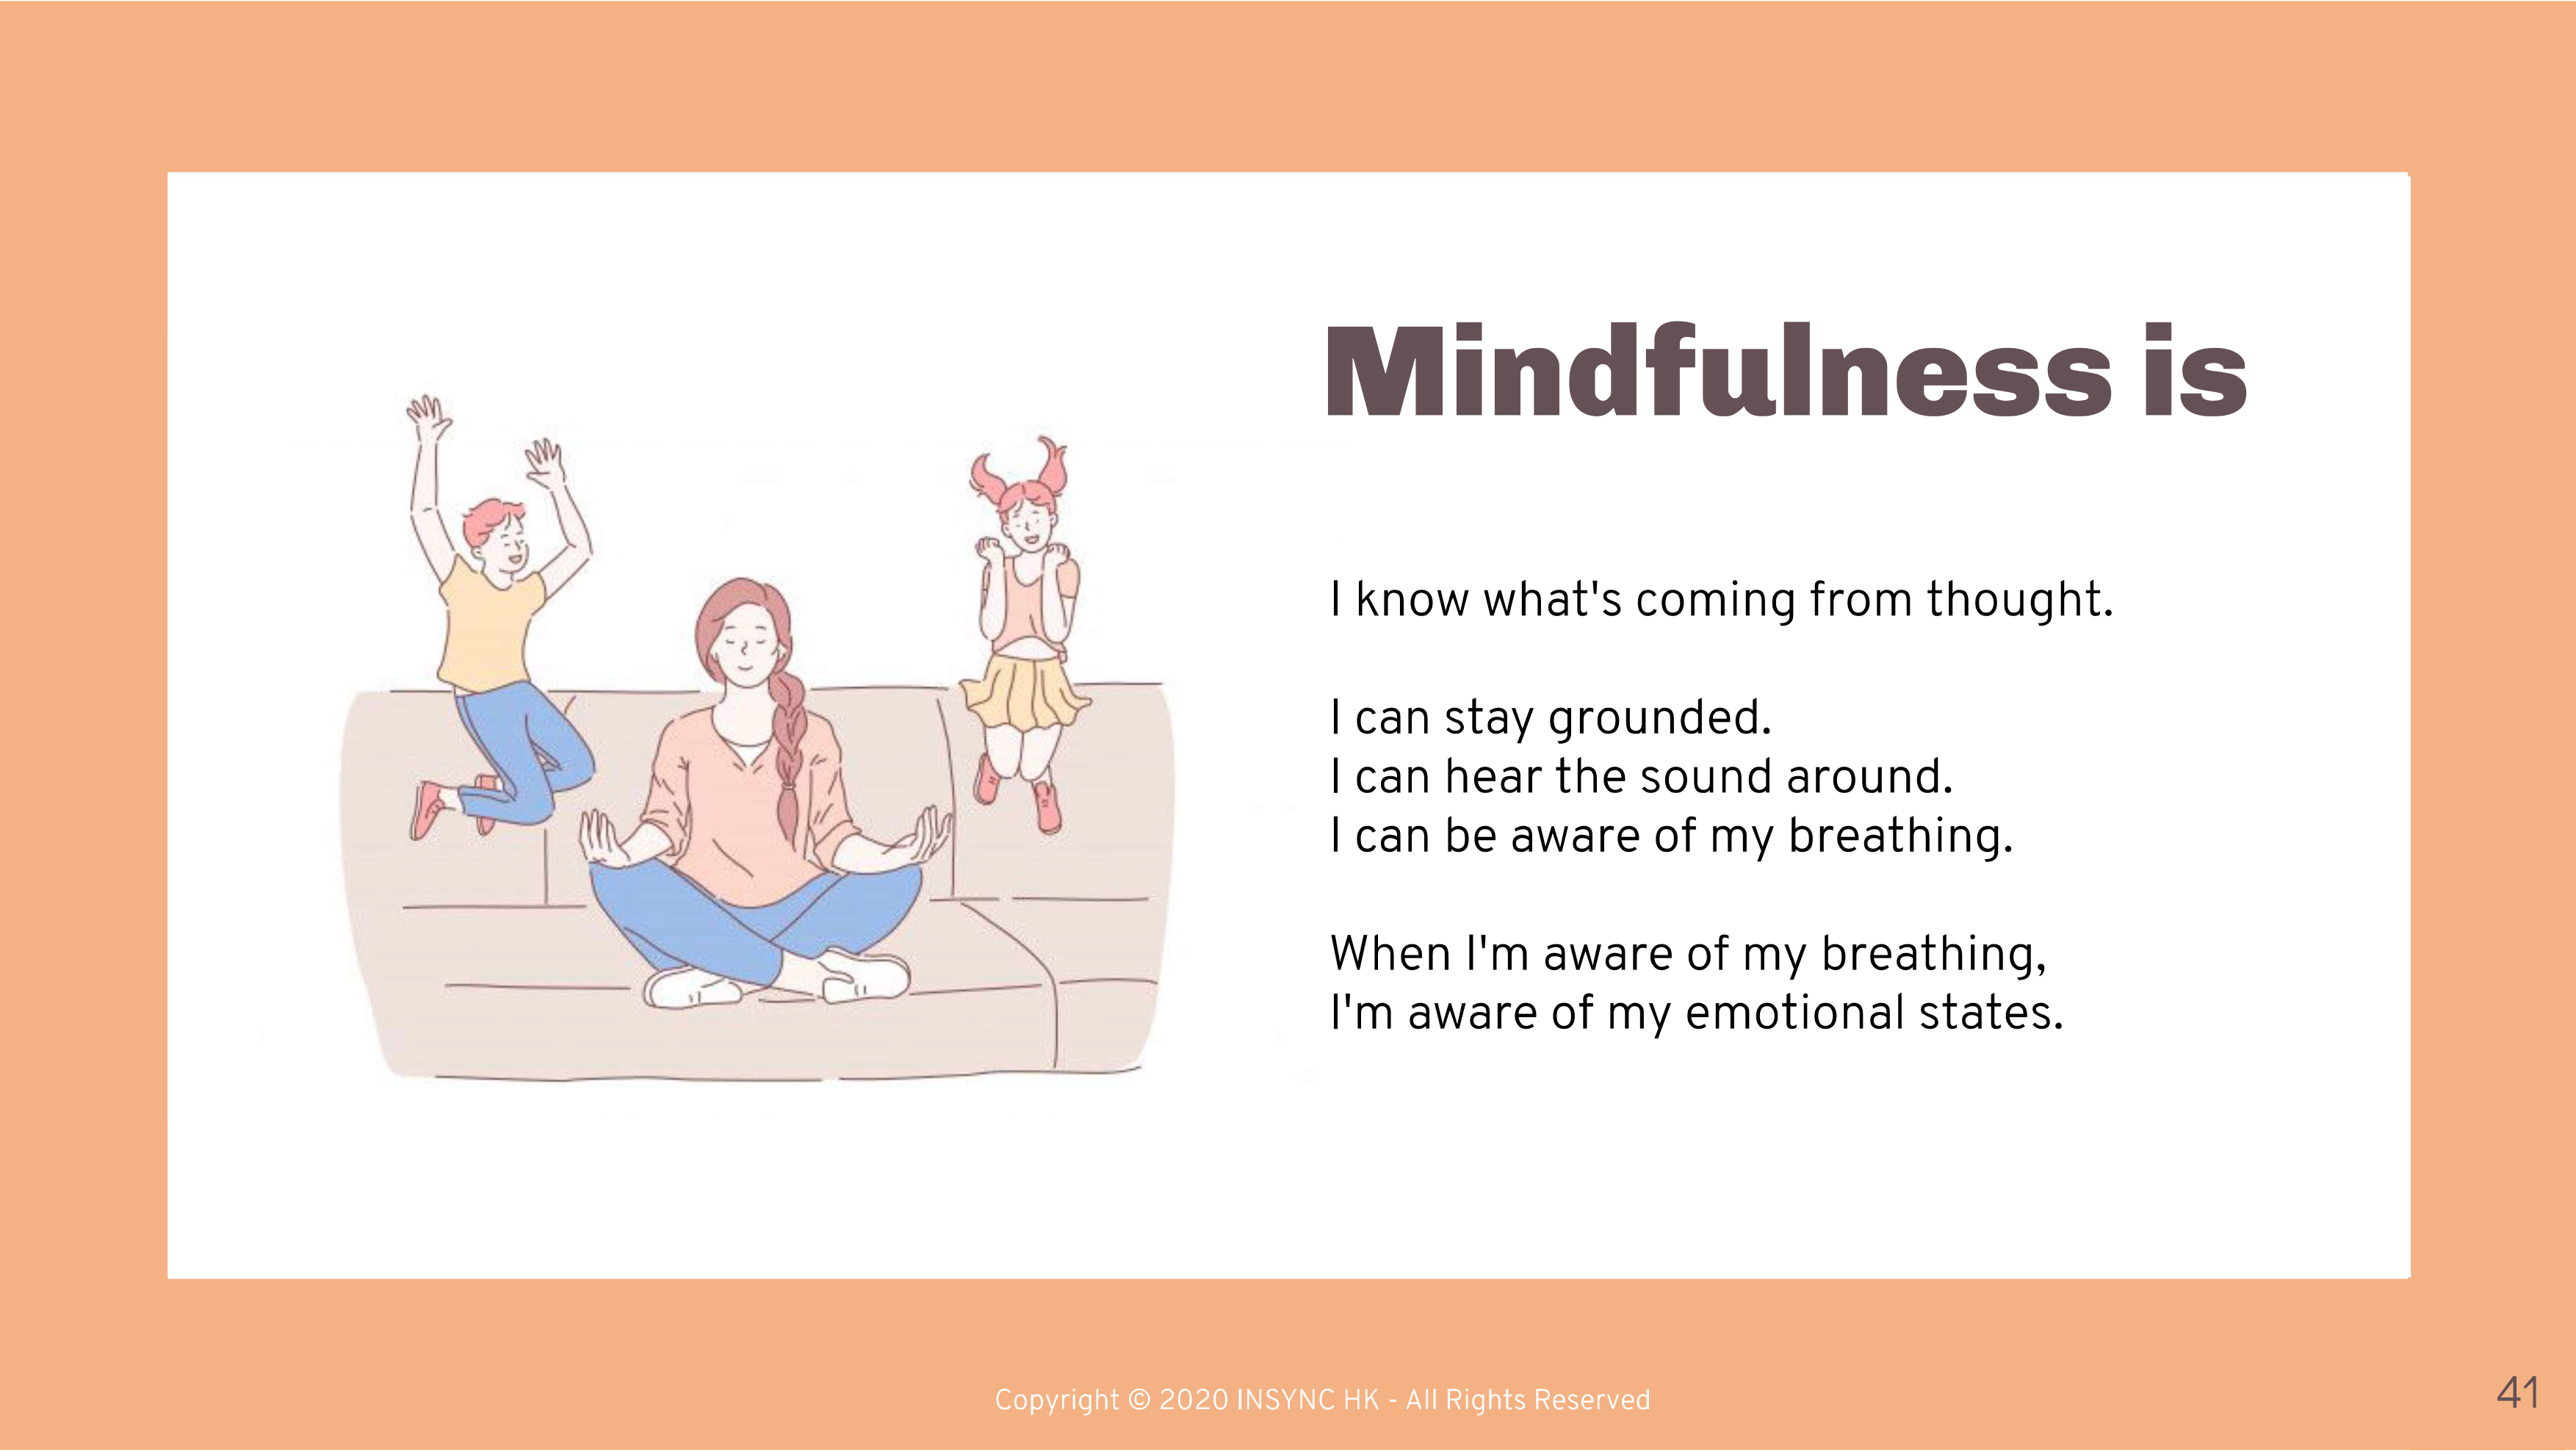 Mindfulness is
I know what's coming from thought.
I can stay grounded.
I can hear the sound around.
I can be aware of my breathing.
When I'm aware of my breathing,
I'm aware of my emotional states.
Copyright © 2020 INSYNC HK - All Rights Reserved
41